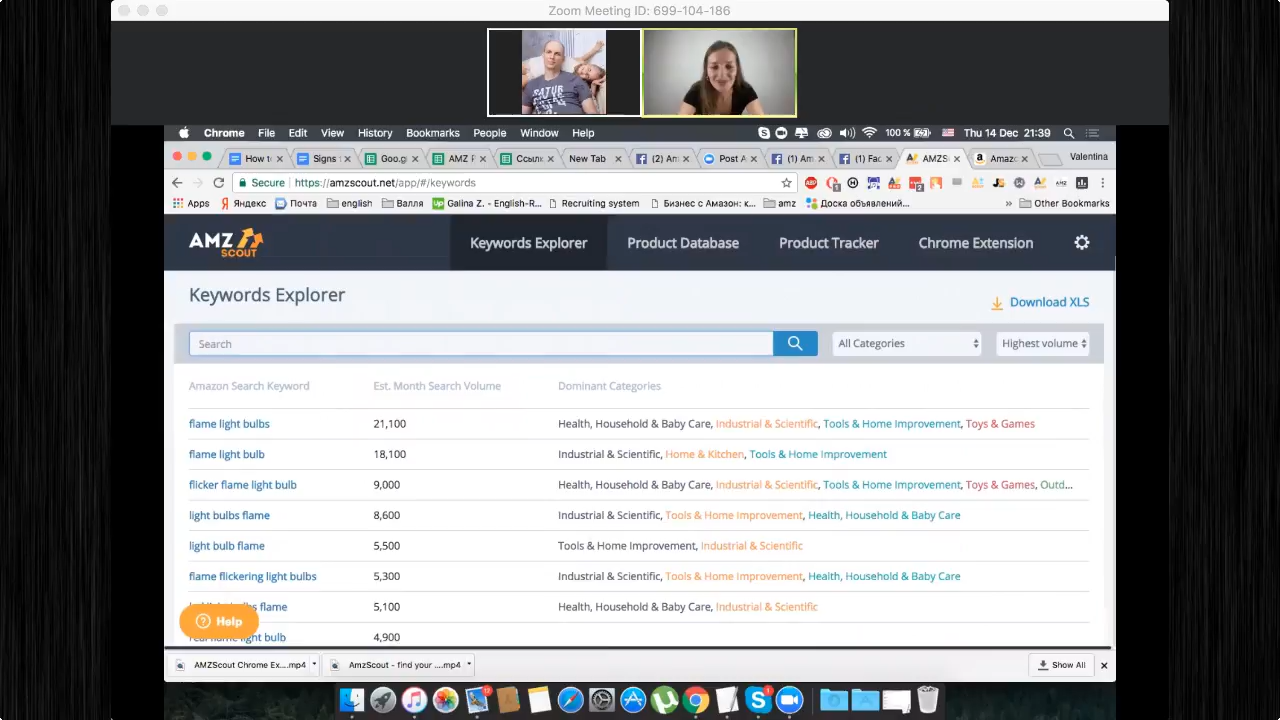 Zoom Meeting ID: 699-104-186
SATUR
Chrome File Edit View History Bookmarks People Window Help 100 % Thu 14 Dec 21:39
How t Signs Goo.g AMZ F Ссылк New Tab (2) Am Post A (1) Am (1) Fac AMZS Amaz Valentina
Secure https://amzscout.net/app/#/keywords
Apps Яндекс Почта english Валля Galina Z. - English-R... Recruiting system Бизнес с Амазон: к... amz Доска объявлений... » Other Bookmarks
AMZ SCOUT Keywords Explorer Product Database Product Tracker Chrome Extension
Keywords Explorer
Download XLS
Search All Categories Highest volume
Amazon Search Keyword Est. Month Search Volume Dominant Categories
flame light bulbs 21,100 Health, Household & Baby Care, Industrial & Scientific, Tools & Home Improvement, Toys & Games
flame light bulb 18,100 Industrial & Scientific, Home & Kitchen, Tools & Home Improvement
flicker flame light bulb 9,000 Health, Household & Baby Care, Industrial & Scientific, Tools & Home Improvement, Toys & Games, Outd...
light bulbs flame 8,600 Industrial & Scientific, Tools & Home Improvement, Health, Household & Baby Care
light bulb flame 5,500 Tools & Home Improvement, Industrial & Scientific
flame flickering light bulbs 5,300 Industrial & Scientific, Tools & Home Improvement, Health, Household & Baby Care
flame 5,100 Health, Household & Baby Care, Industrial & Scientific
light bulb 4,900
Help
AMZScout Chrome Ex....mp4 AmzScout - find your ....mp4 Show All